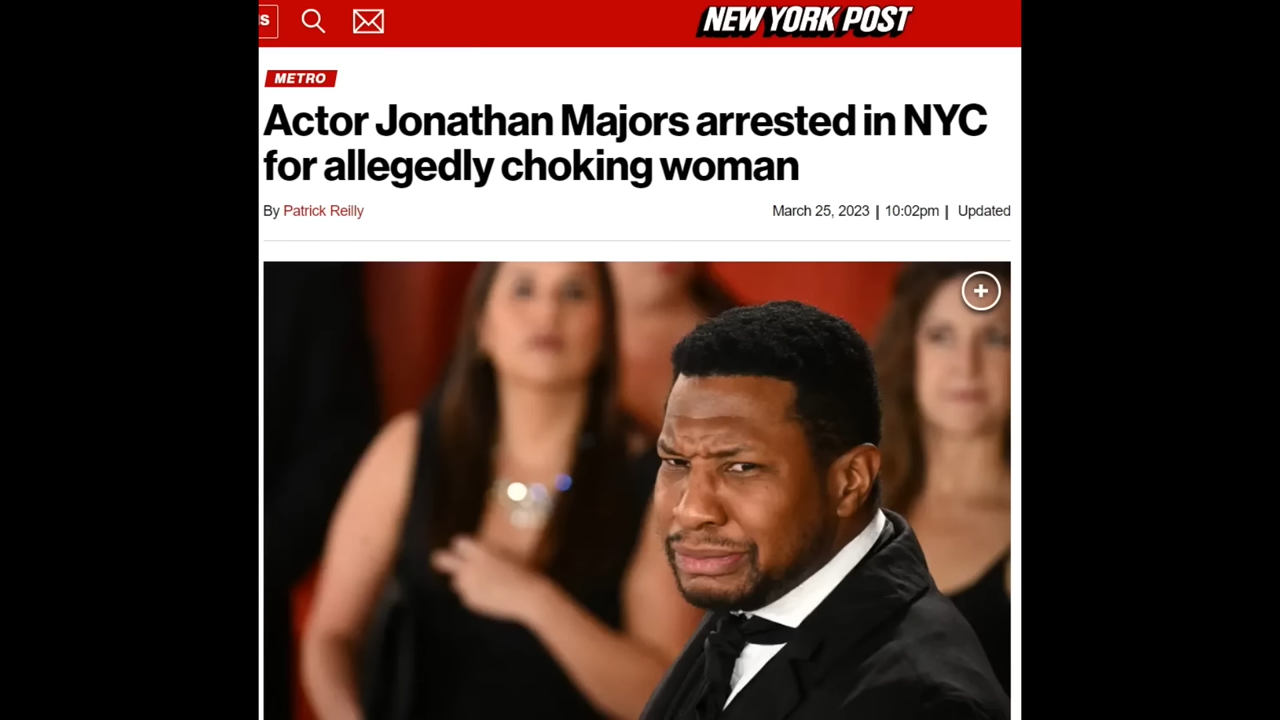 S
NEW YORK POST
METRO
Actor Jonathan Majors arrested in NYC
for allegedly choking woman
By Patrick Reilly March 25, 2023 | 10:02pm | Updated